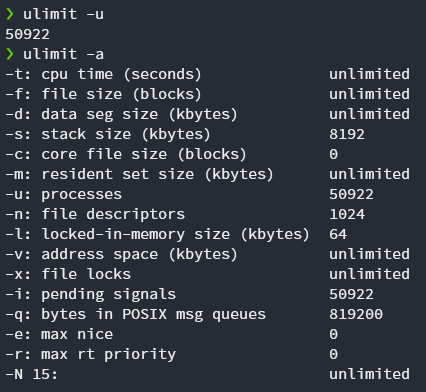 ❯ ulimit -u
50922
❯ ulimit -a
-t: cpu time (seconds)              unlimited
-f: file size (blocks)              unlimited
-d: data seg size (kbytes)          unlimited
-s: stack size (kbytes)             8192
-c: core file size (blocks)         0
-m: resident set size (kbytes)      unlimited
-u: processes                       50922
-n: file descriptors                1024
-l: locked-in-memory size (kbytes)  64
-v: address space (kbytes)          unlimited
-x: file locks                      unlimited
-i: pending signals                 50922
-q: bytes in POSIX msg queues       819200
-e: max nice                        0
-r: max rt priority                 0
-N 15:                              unlimited